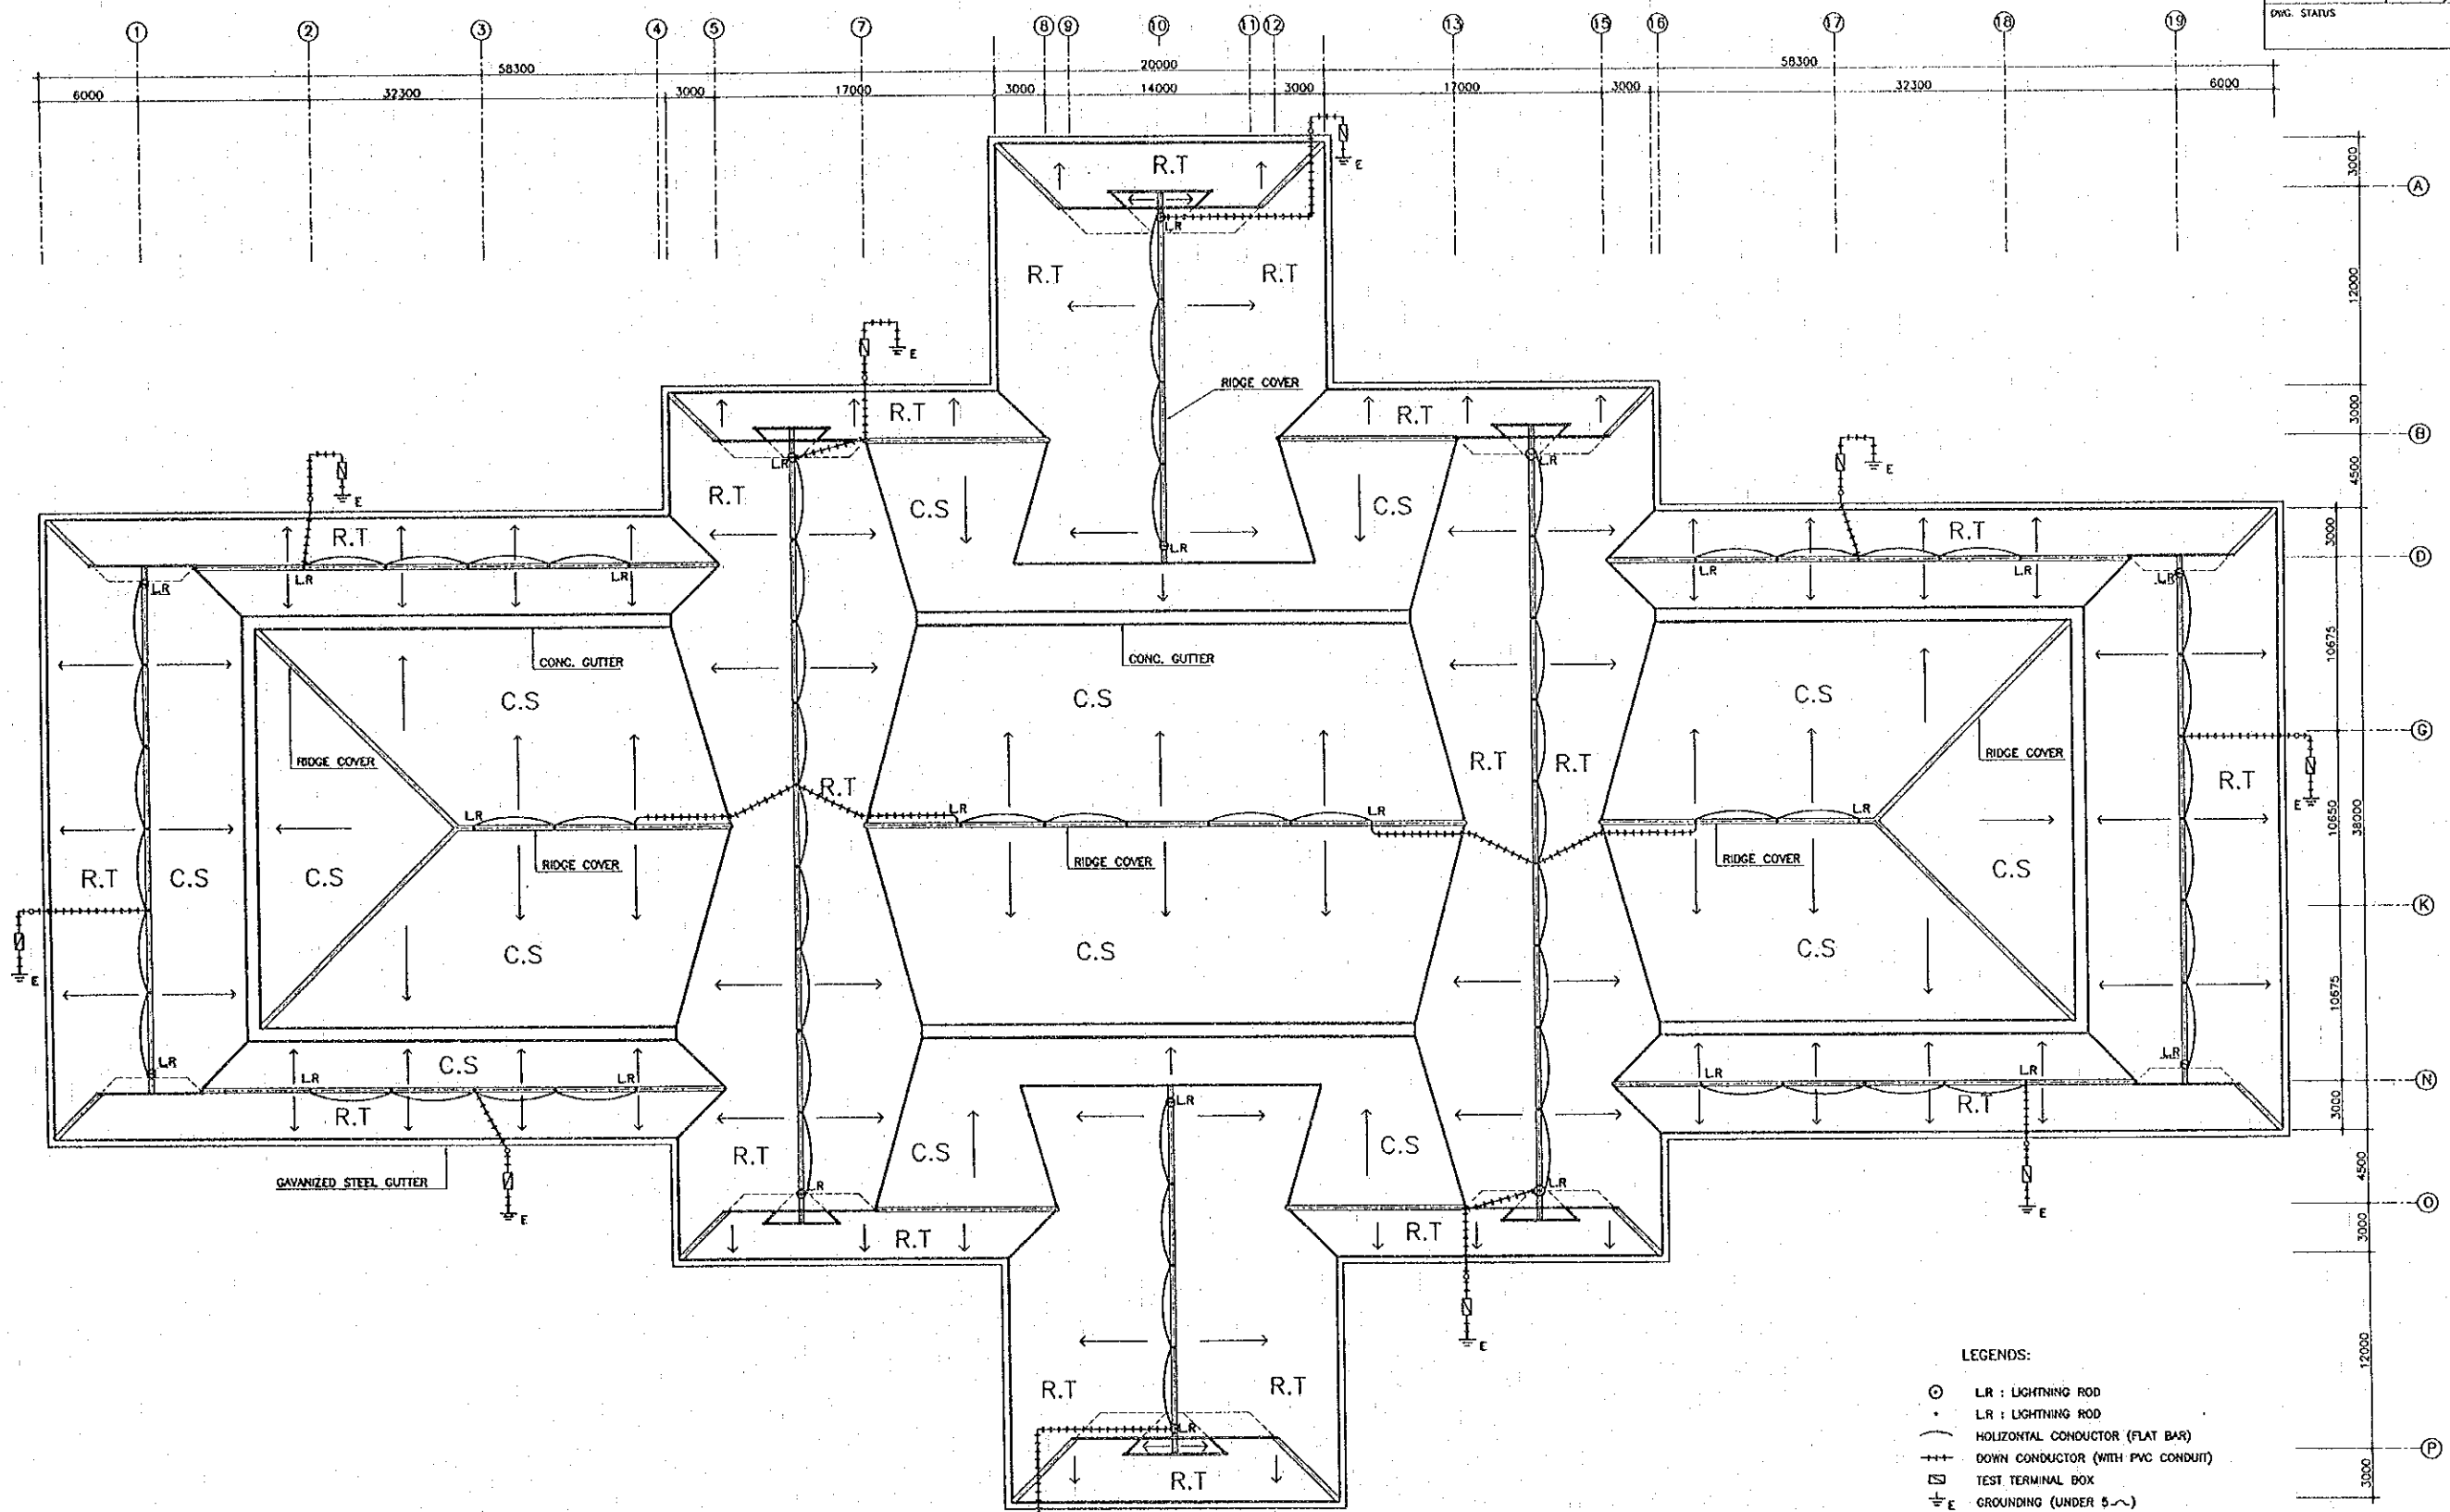 DWG. STATUS
1 2 3 4 5 7 8 9 10 11 12 13 15 16 17 18 19
58300 20000 58300
6000 32300 3000 17000 3000 14000 3000 17000 3000 32300 6000
E
3000
A
R.T
L.R
R.T R.T
12000
E
RIDGE COVER
R.T R.T
3000
B
L.R L.R
E
E
4500
R.T C.S C.S
R.T R.T
3000
L.R
D
L.R L.R L.R L.R L.R L.R
CONC. GUTTER CONC. GUTTER
10675
C.S C.S C.S
G
RIDGE COVER RIDGE COVER
R.T R.T R.T R.T
E
L.R L.R L.R L.R
10650 38000
RIDGE COVER RIDGE COVER RIDGE COVER
R.T C.S C.S C.S
K
C.S C.S C.S
E
10675
L.R C.S L.R
L.R L.R L.R L.R L.R
N
R.T R.T
3000
R.T C.S C.S
4500
GAVANIZED STEEL GUTTER
L.R L.R
E E
O
R.T R.T
3000
E
12000
R.T R.T
L.R
P
R.T
3000
LEGENDS:
L.R : LIGHTNING ROD
L.R : LIGHTNING ROD
HOLIZONTAL CONDUCTOR (FLAT BAR)
DOWN CONDUCTOR (WITH PVC CONDUIT)
TEST TERMINAL BOX
E GROUNDING (UNDER 5